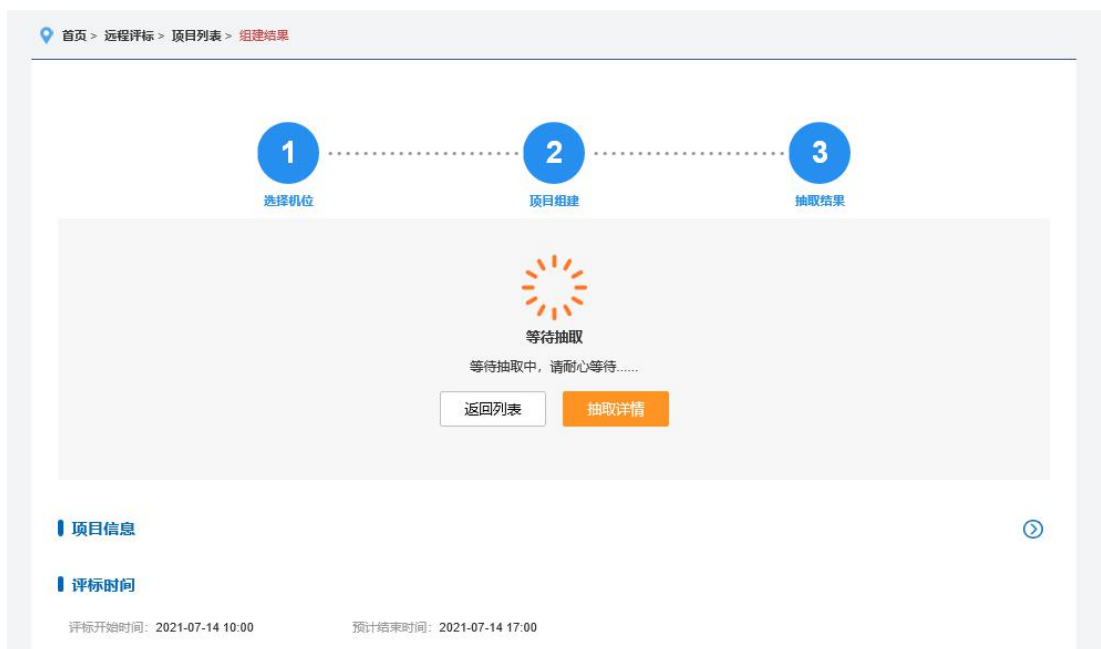 首页 > 远程评标 > 项目列表 > 组建结果
1 2 3
选择机位 项目组建 抽取结果
等待抽取
等待抽取中，请耐心等待......
返回列表 抽取详情
项目信息
评标时间
评标开始时间：2021-07-14 10:00 预计结束时间：2021-07-14 17:00